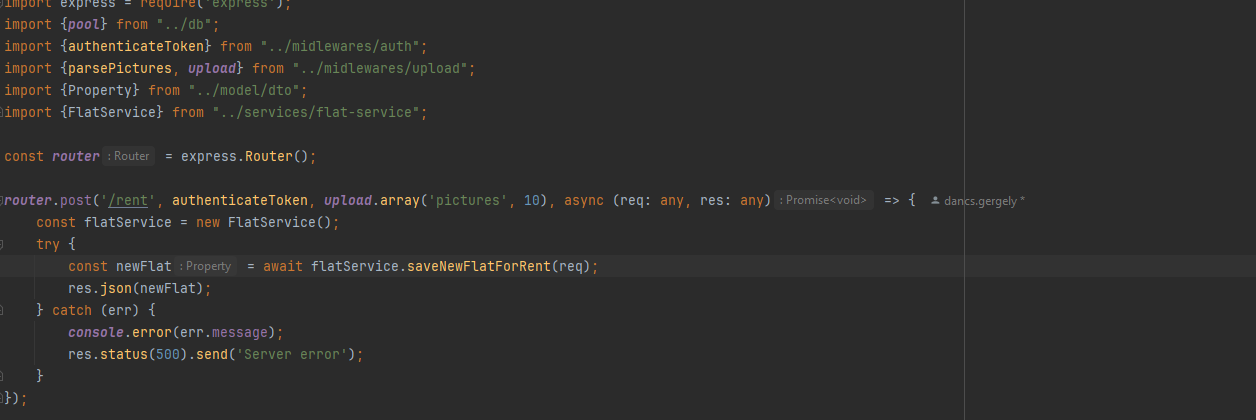 import express = require('express');
import {pool} from "../db";
import {authenticateToken} from "../midlewares/auth";
import {parsePictures, upload} from "../midlewares/upload";
import {Property} from "../model/dto";
import {FlatService} from "../services/flat-service";
const router : Router = express.Router();
router.post('/rent', authenticateToken, upload.array('pictures', 10), async (req: any, res: any) : Promise<void> => { dancs.gergely *
const flatService = new FlatService();
try {
const newFlat : Property = await flatService.saveNewFlatForRent(req);
res.json(newFlat);
} catch (err) {
console.error(err.message);
res.status(500).send('Server error');
}
});